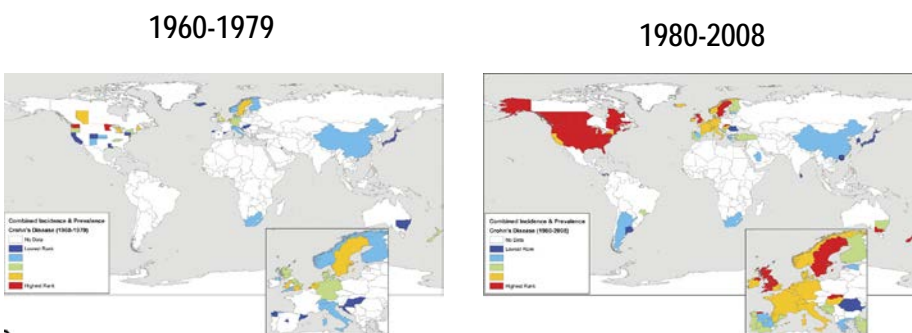 1960-1979
1980-2008
Combined Incidence & Prevalence
Crohn's Disease (1960-1979)
No Data
Lowest Rank
Highest Rank
Combined Incidence & Prevalence
Crohn's Disease (1980-2008)
No Data
Lowest Rank
Highest Rank